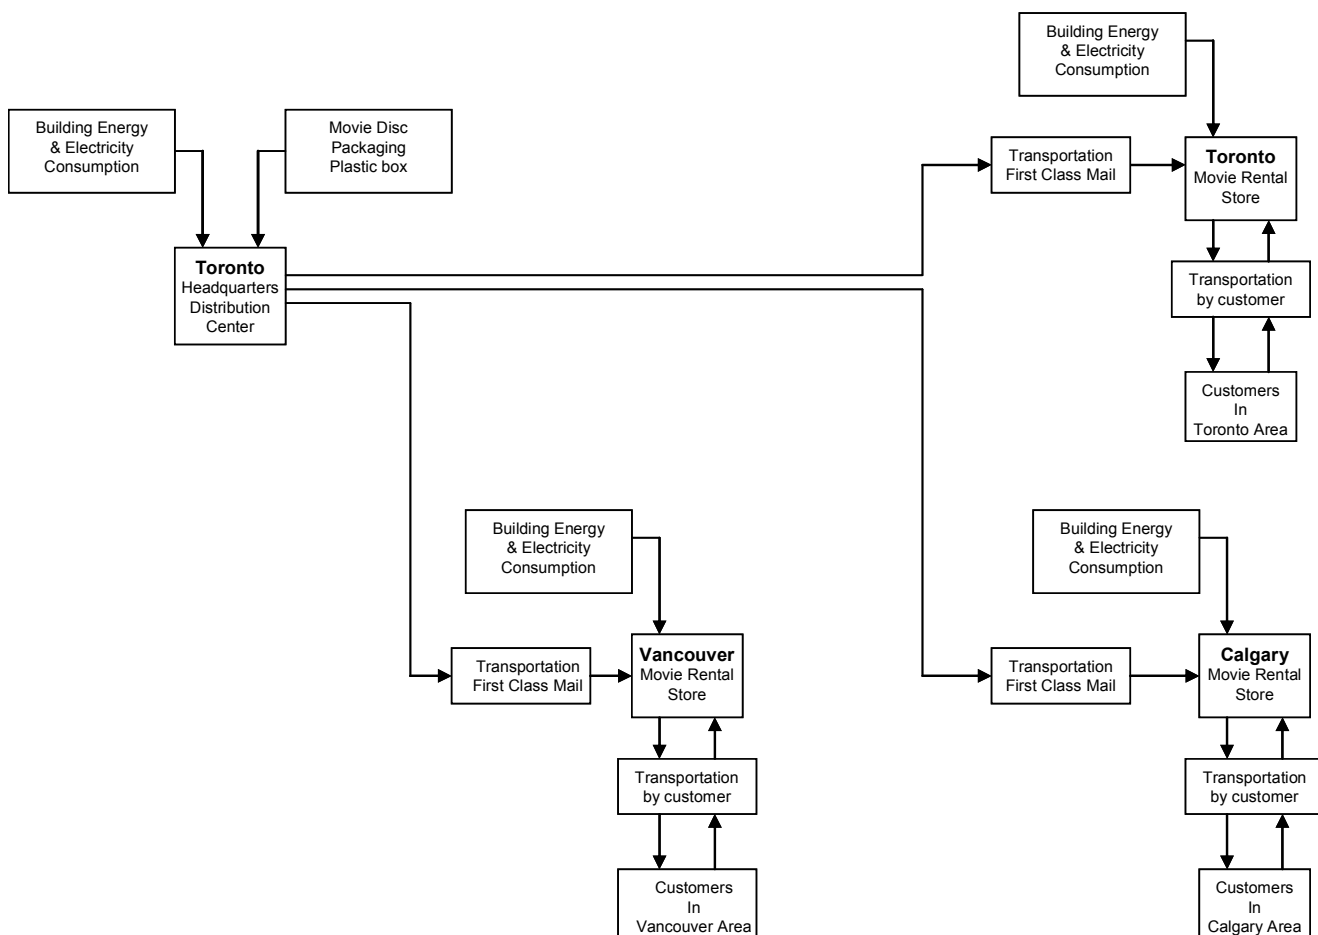 Building Energy
& Electricity
Consumption
Building Energy
& Electricity
Consumption
Movie Disc
Packaging
Plastic box
Transportation
First Class Mail
Toronto
Movie Rental
Store
Toronto
Headquarters
Distribution
Center
Transportation
by customer
Customers
In
Toronto Area
Building Energy
& Electricity
Consumption
Building Energy
& Electricity
Consumption
Transportation
First Class Mail
Vancouver
Movie Rental
Store
Transportation
First Class Mail
Calgary
Movie Rental
Store
Transportation
by customer
Transportation
by customer
Customers
In
Vancouver Area
Customers
In
Calgary Area